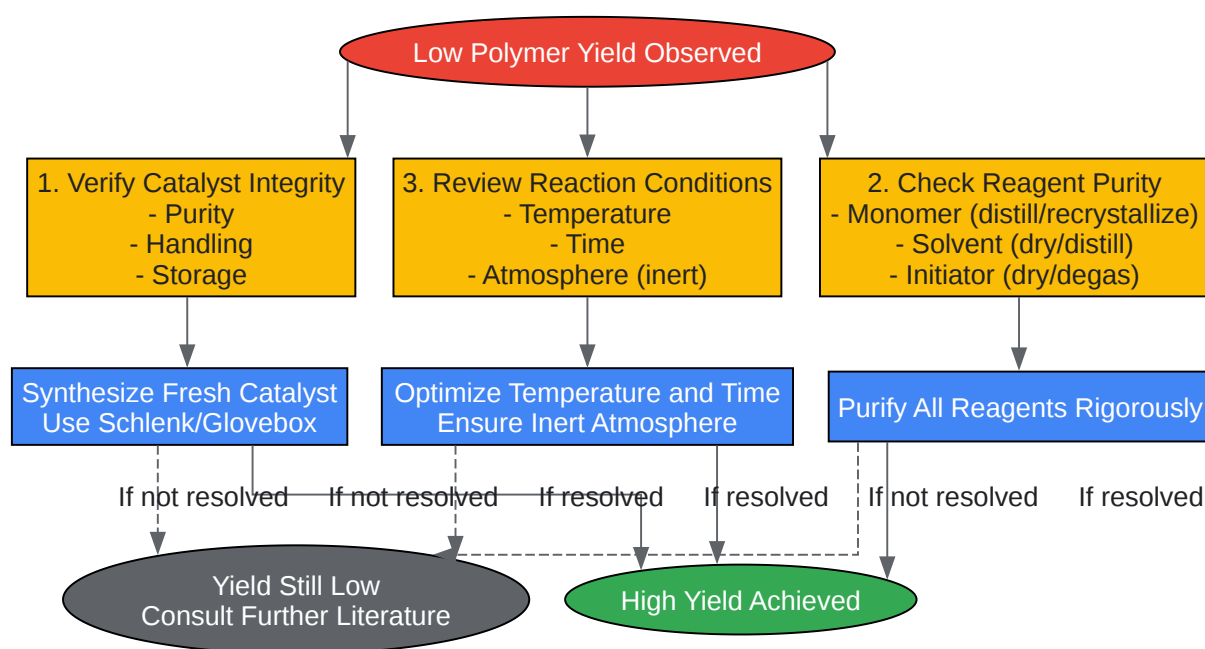 Low Polymer Yield Observed
1. Verify Catalyst Integrity
- Purity
- Handling
- Storage
3. Review Reaction Conditions
- Temperature
- Time
- Atmosphere (inert)
2. Check Reagent Purity
- Monomer (distill/recrystallize)
- Solvent (dry/distill)
- Initiator (dry/degas)
Synthesize Fresh Catalyst
Use Schlenk/Glovebox
Optimize Temperature and Time
Ensure Inert Atmosphere
Purify All Reagents Rigorously
If not resolved
If not resolved
If resolved
If resolved
If not resolved
If resolved
Yield Still Low
Consult Further Literature
High Yield Achieved